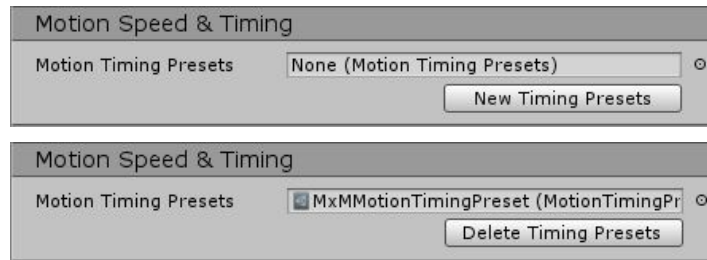 Motion Speed & Timing
Motion Timing Presets None (Motion Timing Presets)
New Timing Presets
Motion Speed & Timing
Motion Timing Presets MxMMotionTimingPreset (MotionTimingPr
Delete Timing Presets